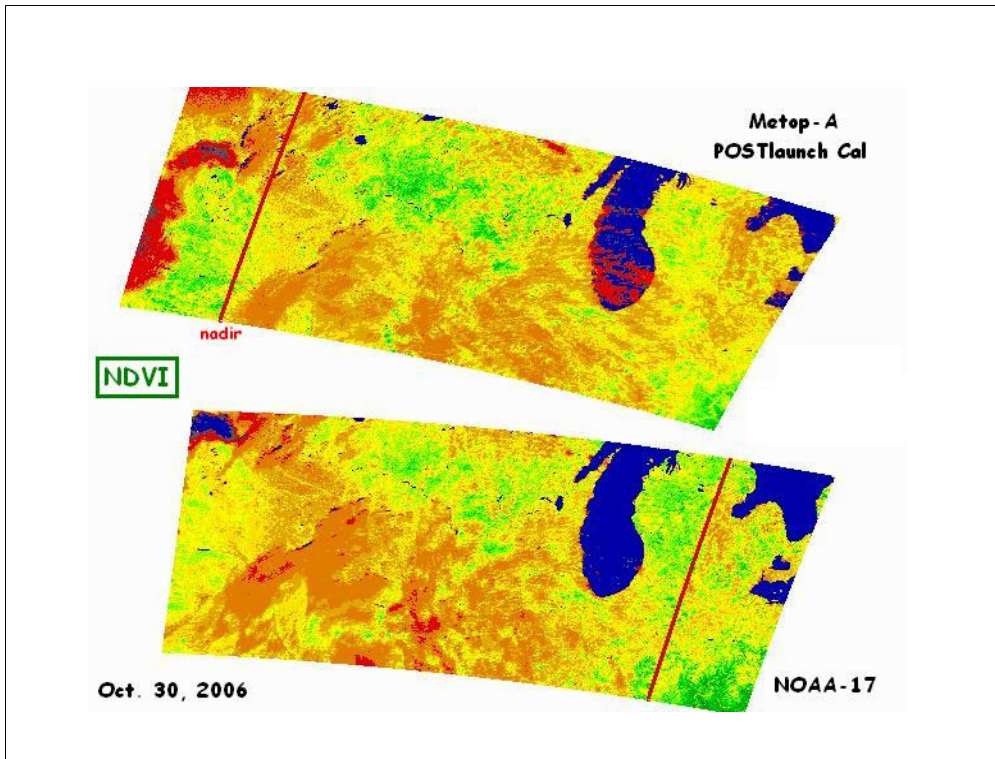 Metop-A
POSTlaunch Cal
nadir
NDVI
Oct. 30, 2006
NOAA-17